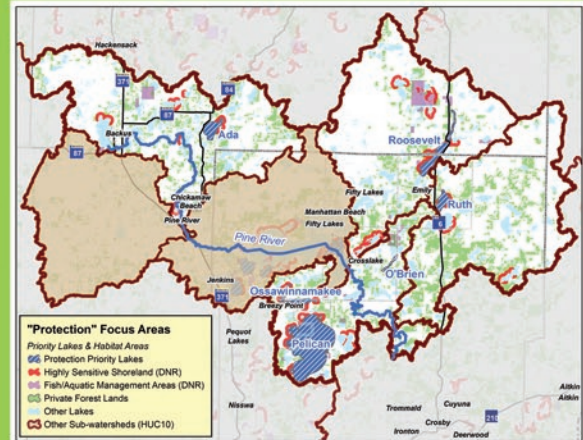 Hackensack
371
84
87
Ada
Backus
Roosevelt
87
Chickamaw
Beach
Fifty Lakes
Emily
Ruth
Pine River
Manhattan Beach
Fifty Lakes
6
Pine River
Crosslake
O'Brien
Jenkins
Ossawinnamakee
371
Breezy Point
Pequot
Lakes
Pelican
Nisswa
Trommald
Cuyuna
Crosby
Ironton
Deerwood
210
Aitkin
Aitkin
"Protection" Focus Areas
Priority Lakes & Habitat Areas
Protection Priority Lakes
Highly Sensitive Shoreland (DNR)
Fish/Aquatic Management Areas (DNR)
Private Forest Lands
Other Lakes
Other Sub-watersheds (HUC10)